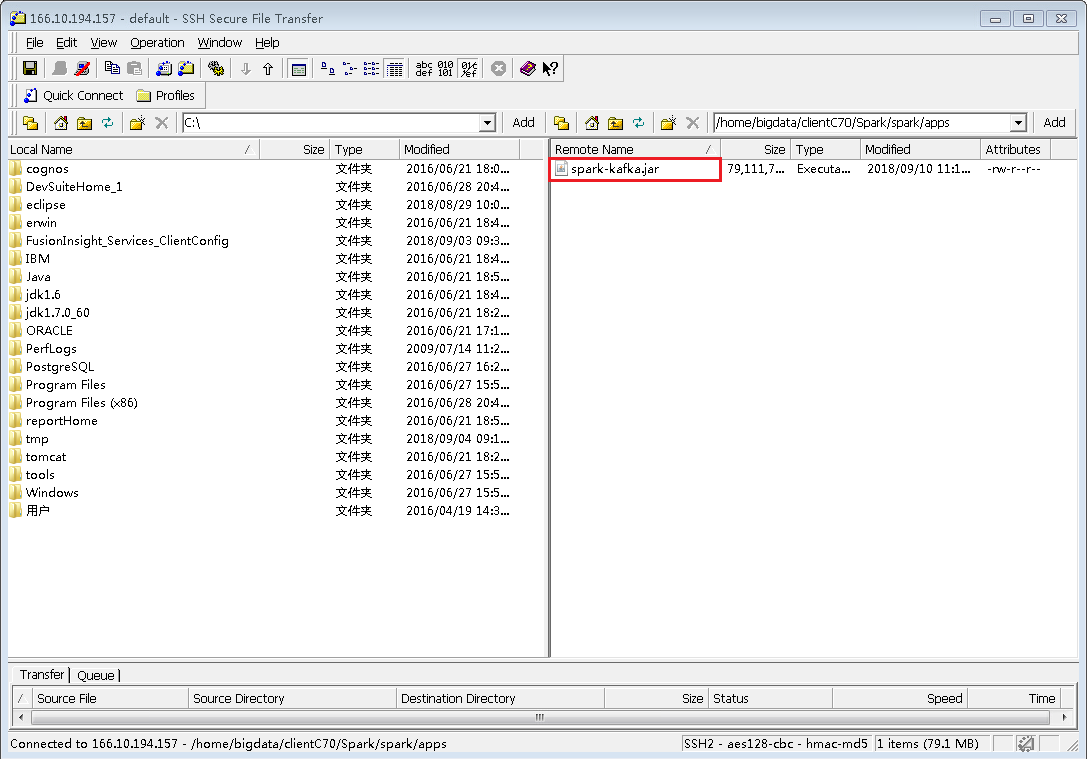 166.10.194.157 - default - SSH Secure File Transfer
File Edit View Operation Window Help
abc def 010 101
Quick Connect Profiles
C:\ Add /home/bigdata/clientC70/Spark/spark/apps Add
Local Name / Size Type Modified Remote Name / Size Type Modified Attributes
cognos 文件夹 2016/06/21 18:0... spark-kafka.jar 79,111,7... Executa... 2018/09/10 11:1... -rw-r--r--
DevSuiteHome_1 文件夹 2016/06/28 20:4...
eclipse 文件夹 2018/08/29 10:0...
erwin 文件夹 2016/06/21 18:4...
FusionInsight_Services_ClientConfig 文件夹 2018/09/03 09:3...
IBM 文件夹 2016/06/21 18:4...
Java 文件夹 2016/06/21 18:5...
jdk1.6 文件夹 2016/06/21 18:4...
jdk1.7.0_60 文件夹 2016/06/21 18:2...
ORACLE 文件夹 2016/06/21 17:1...
PerfLogs 文件夹 2009/07/14 11:2...
PostgreSQL 文件夹 2016/06/27 16:2...
Program Files 文件夹 2016/06/27 15:5...
Program Files (x86) 文件夹 2016/06/28 20:4...
reportHome 文件夹 2016/06/21 18:5...
tmp 文件夹 2018/09/04 09:1...
tomcat 文件夹 2016/06/21 18:2...
tools 文件夹 2016/06/27 15:5...
Windows 文件夹 2016/06/27 15:5...
用户 文件夹 2016/04/19 14:3...
Transfer Queue
/ Source File Source Directory Destination Directory Size Status Speed Time
Connected to 166.10.194.157 - /home/bigdata/clientC70/Spark/spark/apps SSH2 - aes128-cbc - hmac-md5 1 items (79.1 MB)